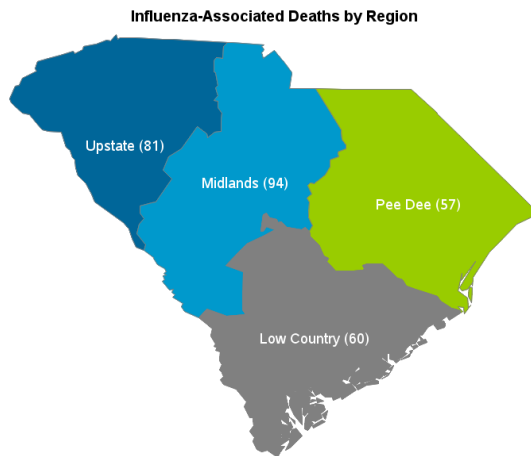 Influenza-Associated Deaths by Region
Upstate (81)
Midlands (94)
Pee Dee (57)
Low Country (60)